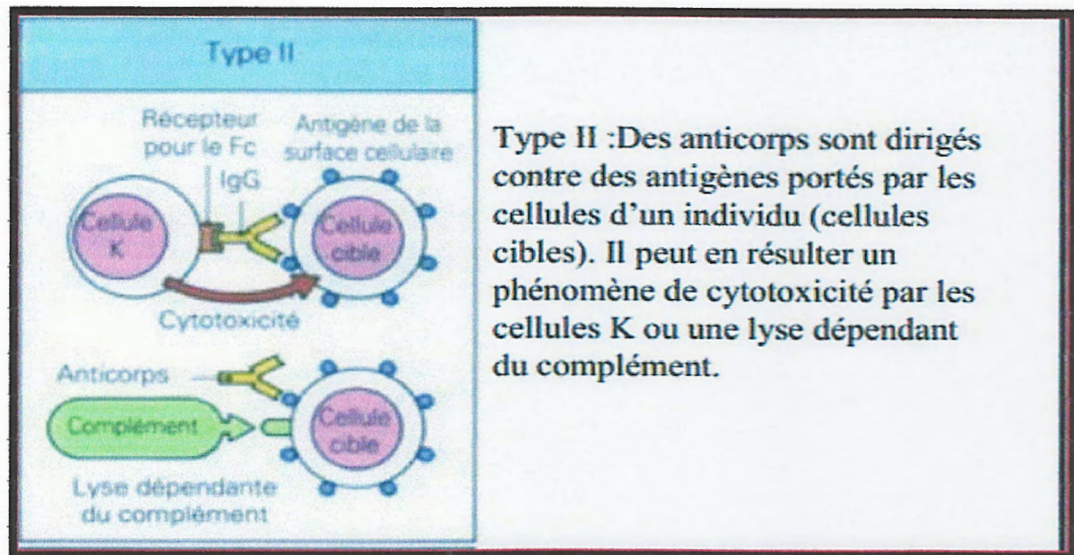 Type II
Récepteur
pour le Fc
Antigène de la
surface cellulaire
IgG
Cellule
K
Cellule
cible
Cytotoxicité
Anticorps
Complément
Cellule
cible
Lyse dépendante
du complément
Type II :Des anticorps sont dirigés
contre des antigènes portés par les
cellules d’un individu (cellules
cibles). Il peut en résulter un
phénomène de cytotoxicité par les
cellules K ou une lyse dépendant
du complément.